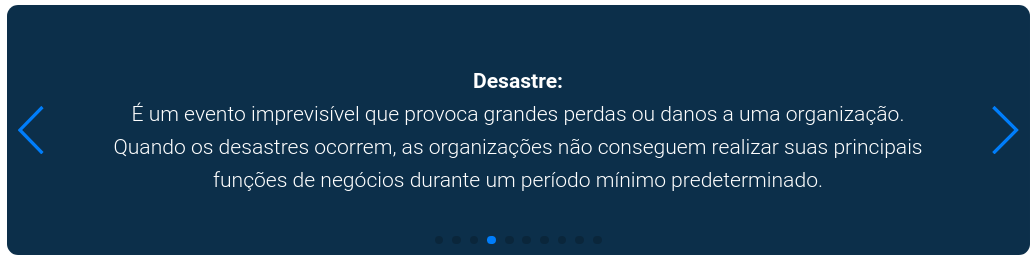 Desastre:
É um evento imprevisível que provoca grandes perdas ou danos a uma organização.
Quando os desastres ocorrem, as organizações não conseguem realizar suas principais
funções de negócios durante um período mínimo predeterminado.